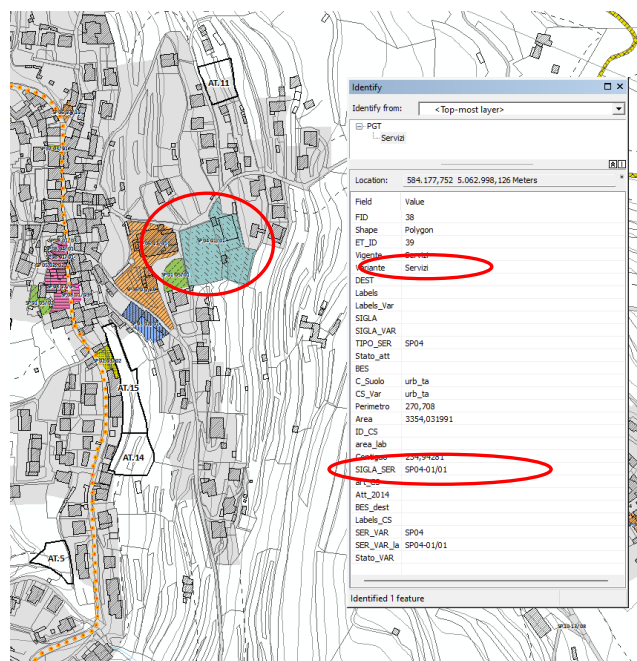 AT.11
AT.15
AT.14
AT.5
SP10-13/08
Identify
Identify from: <Top-most layer>
PGT
Servizi
Location: 584.177,752 5.062.998,126 Meters
Field Value
FID 38
Shape Polygon
ET_ID 39
Vigente Servizi
Variante Servizi
DEST
Labels
Labels_Var
SIGLA
SIGLA_VAR
TIPO_SER SP04
Stato_att
BES
C_Suolo urb_ta
CS_Var urb_ta
Perimetro 270,708
Area 3354,031991
ID_CS
area_lab
Contiguo 254,94281
SIGLA_SER SP04-01/01
art_CS
Att_2014
BES_dest
Labels_CS
SER_VAR SP04
SER_VAR_la SP04-01/01
Stato_VAR
Identified 1 feature